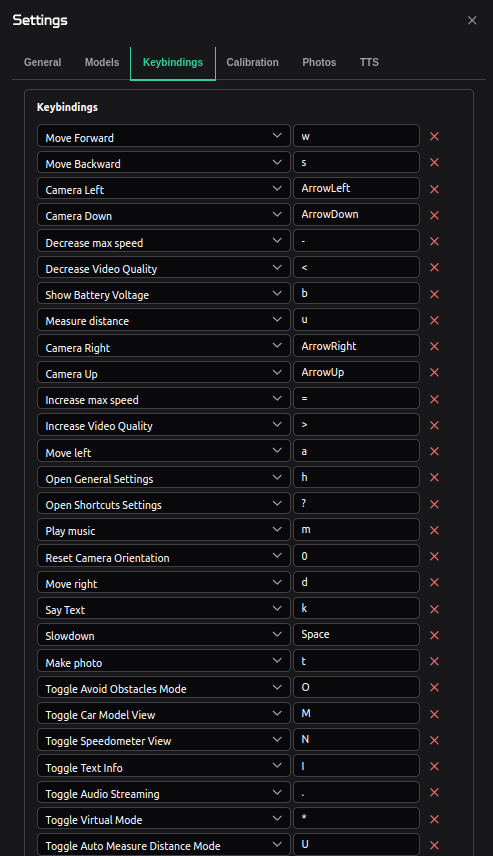 Settings
General Models Keybindings Calibration Photos TTS
Keybindings
Move Forward w
Move Backward s
Camera Left ArrowLeft
Camera Down ArrowDown
Decrease max speed -
Decrease Video Quality <
Show Battery Voltage b
Measure distance u
Camera Right ArrowRight
Camera Up ArrowUp
Increase max speed =
Increase Video Quality >
Move left a
Open General Settings h
Open Shortcuts Settings ?
Play music m
Reset Camera Orientation 0
Move right d
Say Text k
Slowdown Space
Make photo t
Toggle Avoid Obstacles Mode O
Toggle Car Model View M
Toggle Speedometer View N
Toggle Text Info I
Toggle Audio Streaming .
Toggle Virtual Mode *
Toggle Auto Measure Distance Mode U